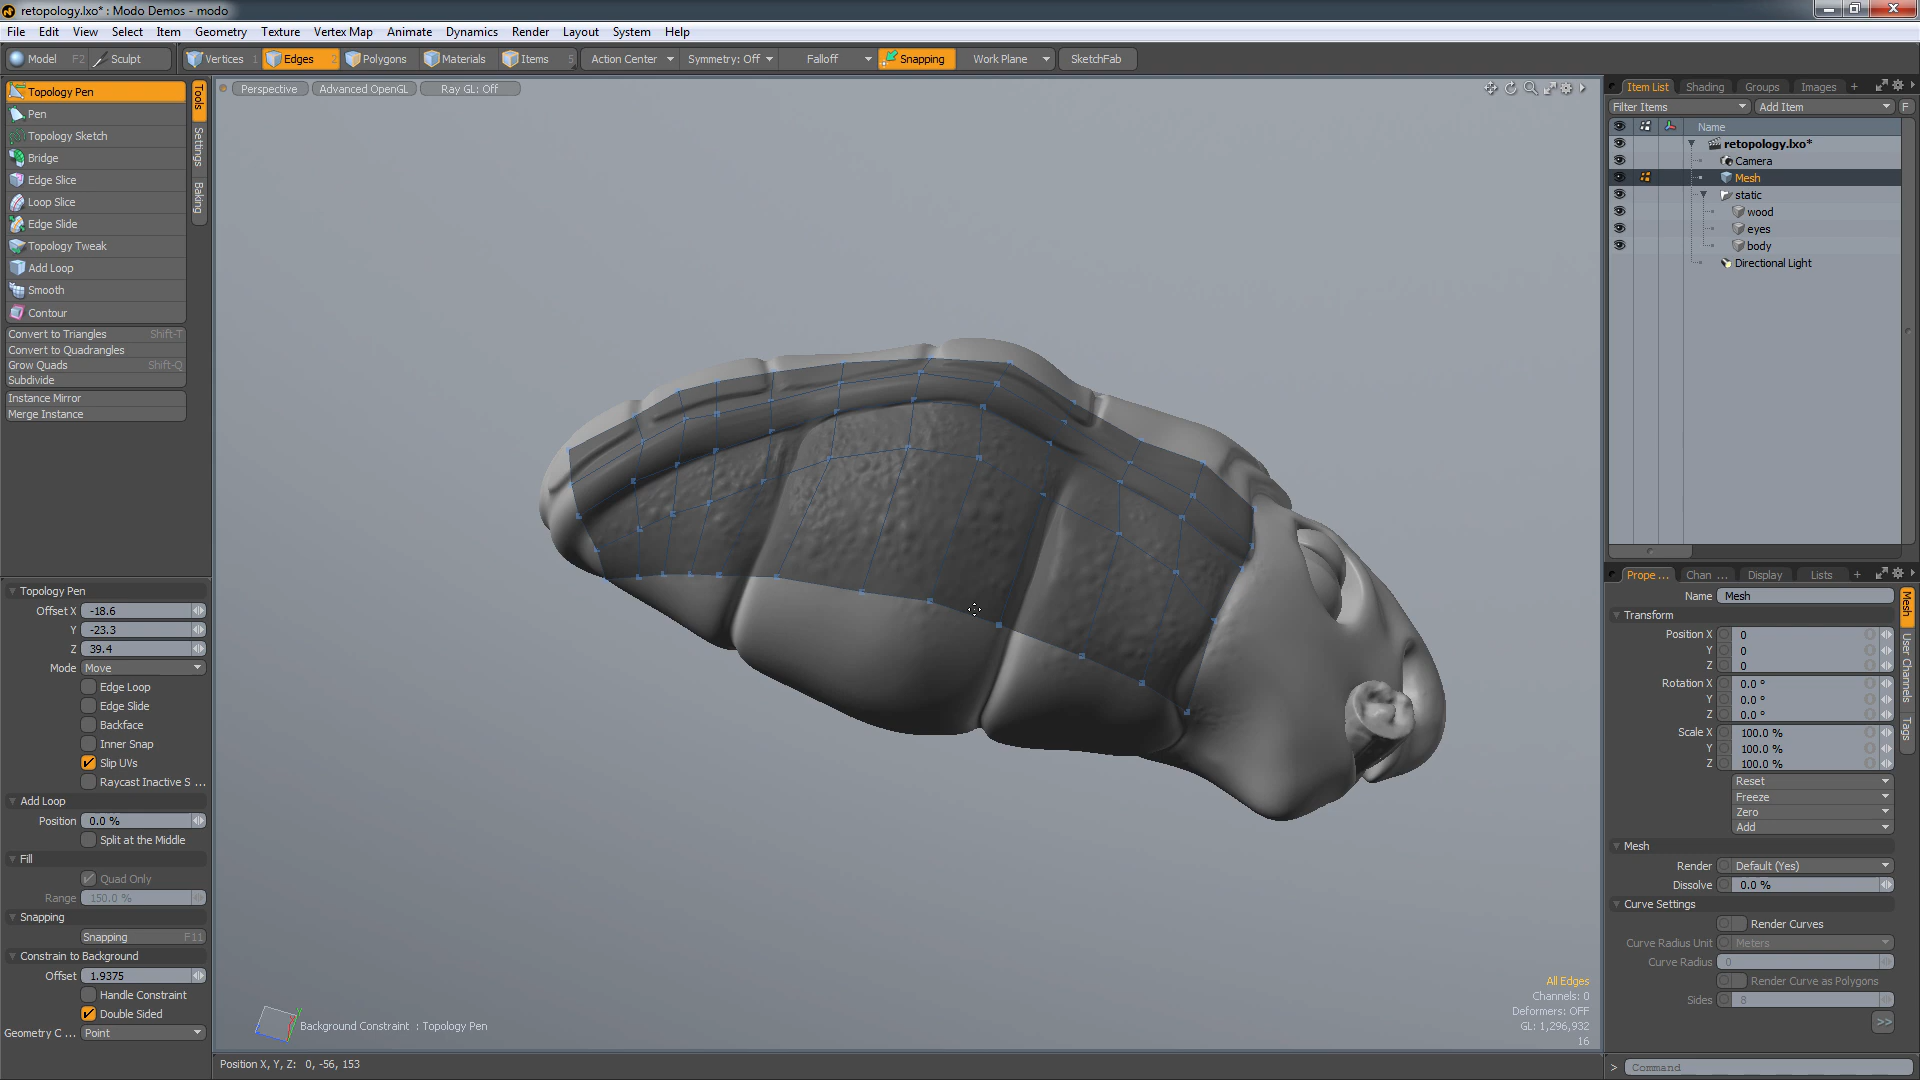 retopology.lxo* : Modo Demos - modo
File Edit View Select Item Geometry Texture Vertex Map Animate Dynamics Render Layout System Help
Model F2 Sculpt Vertices 1 Edges 2 Polygons Materials Items 5 Action Center Symmetry: Off Falloff Snapping Work Plane SketchFab
Topology Pen
Pen
Topology Sketch
Bridge
Edge Slice
Loop Slice
Edge Slide
Topology Tweak
Add Loop
Smooth
Contour
Convert to Triangles Shift-T
Convert to Quadrangles
Grow Quads Shift-Q
Subdivide
Instance Mirror
Merge Instance
Tools
Settings
Baking
Topology Pen
Offset X -18.6
Y -23.3
Z 39.4
Mode Move
Edge Loop
Edge Slide
Backface
Inner Snap
Slip UVs
Raycast Inactive S ...
Add Loop
Position 0.0 %
Split at the Middle
Fill
Quad Only
Range 150.0 %
Snapping
Snapping F11
Constrain to Background
Offset 1.9375
Handle Constraint
Double Sided
Geometry C ... Point
Perspective Advanced OpenGL Ray GL: Off
Background Constraint : Topology Pen
All Edges
Channels: 0
Deformers: OFF
GL: 1,296,932
16
Position X, Y, Z: 0, -56, 153
Item List Shading Groups Images +
Filter Items Add Item F
Name
retopology.lxo*
Camera
Mesh
static
wood
eyes
body
Directional Light
Prope ... Chan ... Display Lists +
Name Mesh
Transform
Position X 0
Y 0
Z 0
Rotation X 0.0 °
Y 0.0 °
Z 0.0 °
Scale X 100.0 %
Y 100.0 %
Z 100.0 %
Reset
Freeze
Zero
Add
Mesh
Render Default (Yes)
Dissolve 0.0 %
Curve Settings
Render Curves
Curve Radius Unit Meters
Curve Radius 0
Render Curve as Polygons
Sides 8
>>
Mesh
User Channels
Tags
> Command